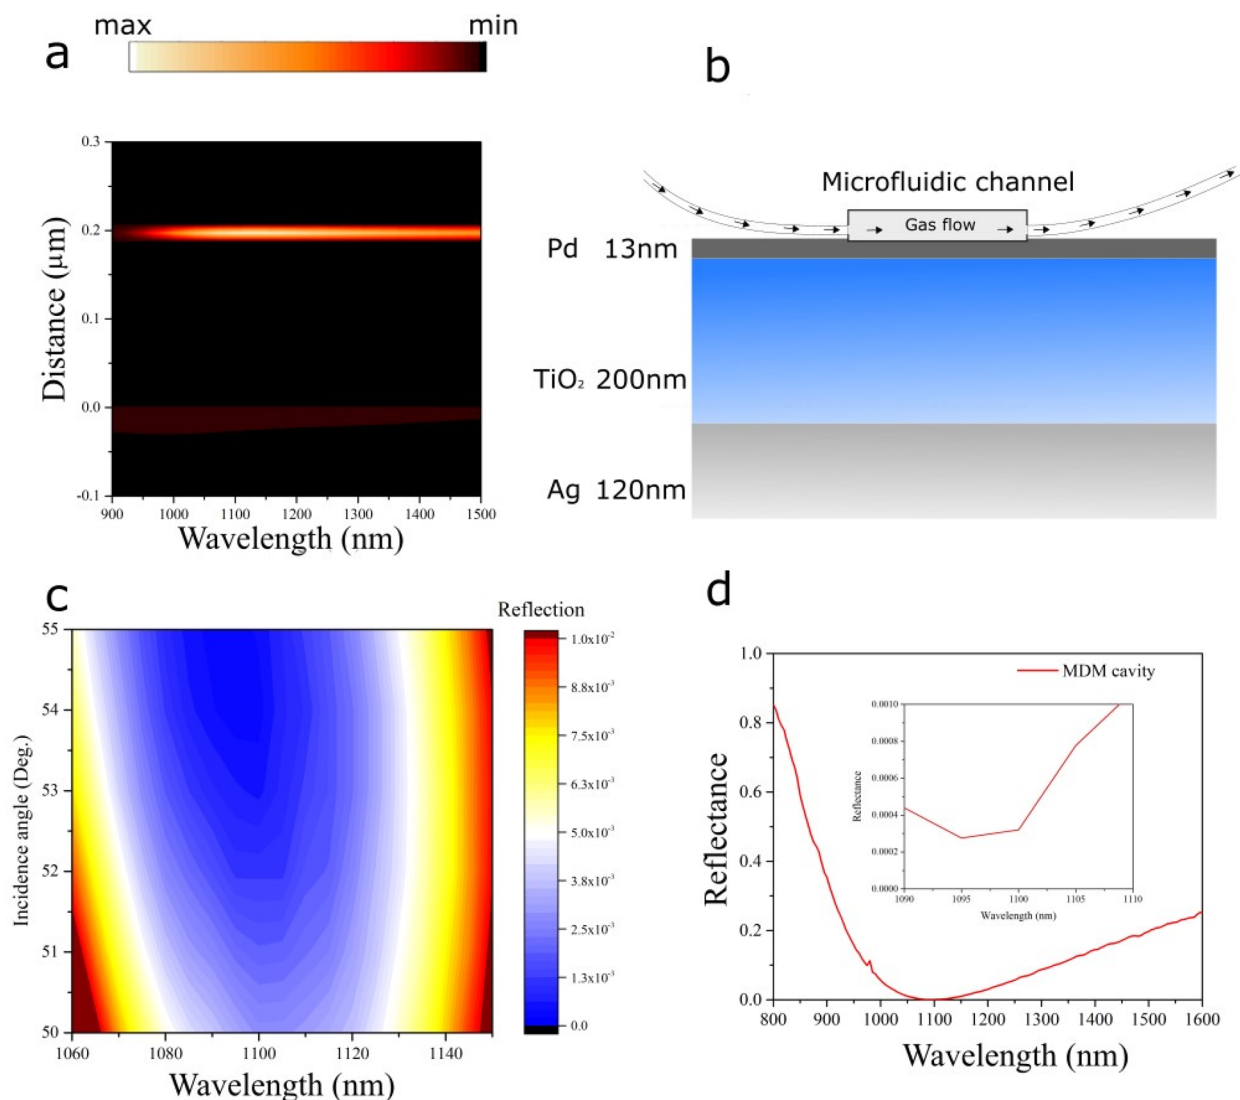 a
max min
0.3
0.2
0.1
0.0
-0.1
Distance (μm)
900 1000 1100 1200 1300 1400 1500
Wavelength (nm)
b
Microfluidic channel
Gas flow
Pd 13nm
TiO₂ 200nm
Ag 120nm
c
Reflection
55
54
53
52
51
50
Incidence angle (Deg.)
1060 1080 1100 1120 1140
Wavelength (nm)
1.0x10⁻²
8.8x10⁻³
7.5x10⁻³
6.3x10⁻³
5.0x10⁻³
3.8x10⁻³
2.5x10⁻³
1.3x10⁻³
0.0
d
1.0
0.8
0.6
0.4
0.2
0.0
Reflectance
MDM cavity
0.0010
0.0008
0.0006
0.0004
0.0002
0.0000
Reflectance
1090 1095 1100 1105 1110
Wavelength (nm)
800 900 1000 1100 1200 1300 1400 1500 1600
Wavelength (nm)